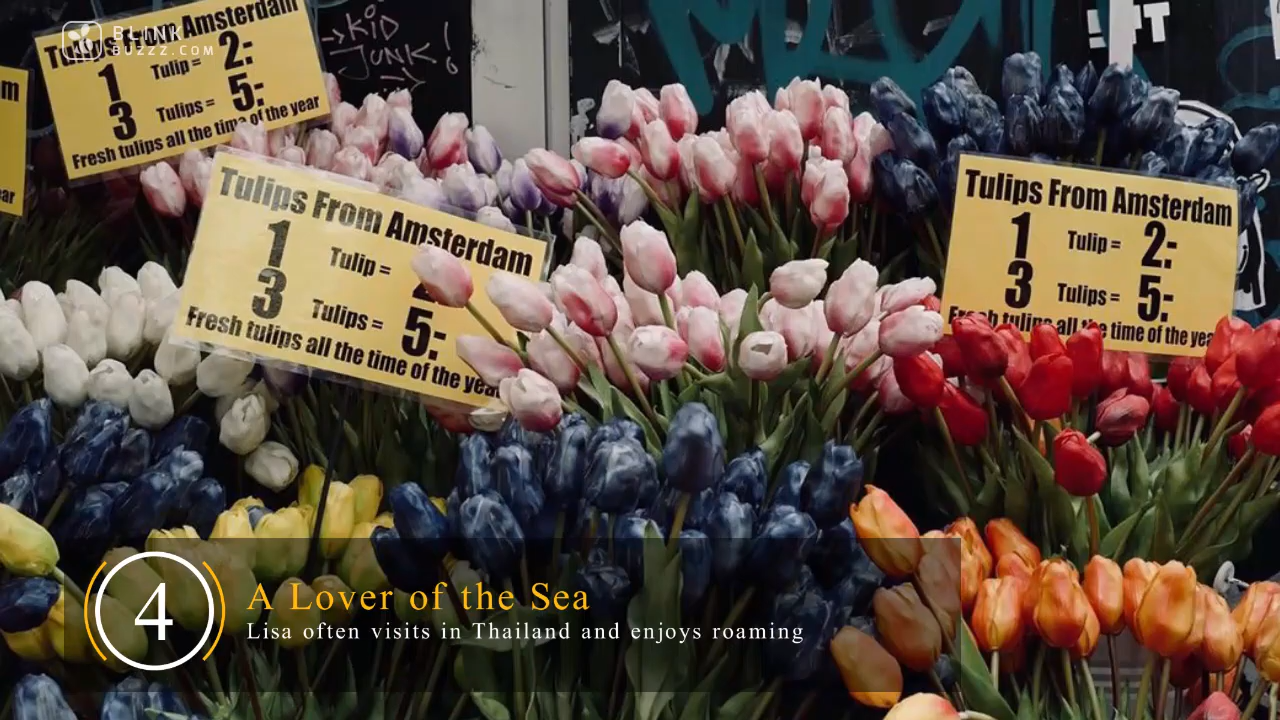 BLINK
BUZZZ.COM
Tulips From Amsterdam
1 Tulip = 2:
3 Tulips = 5:
Fresh tulips all the time of the year
m
ar
→KiD
JUNK!
Tulips From Amsterdam
1 Tulip =
3 Tulips = 5:
Fresh tulips all the time of the year
Tulips From Amsterdam
1 Tulip = 2:
3 Tulips = 5:
Fresh tulips all the time of the year
4
A Lover of the Sea
Lisa often visits in Thailand and enjoys roaming